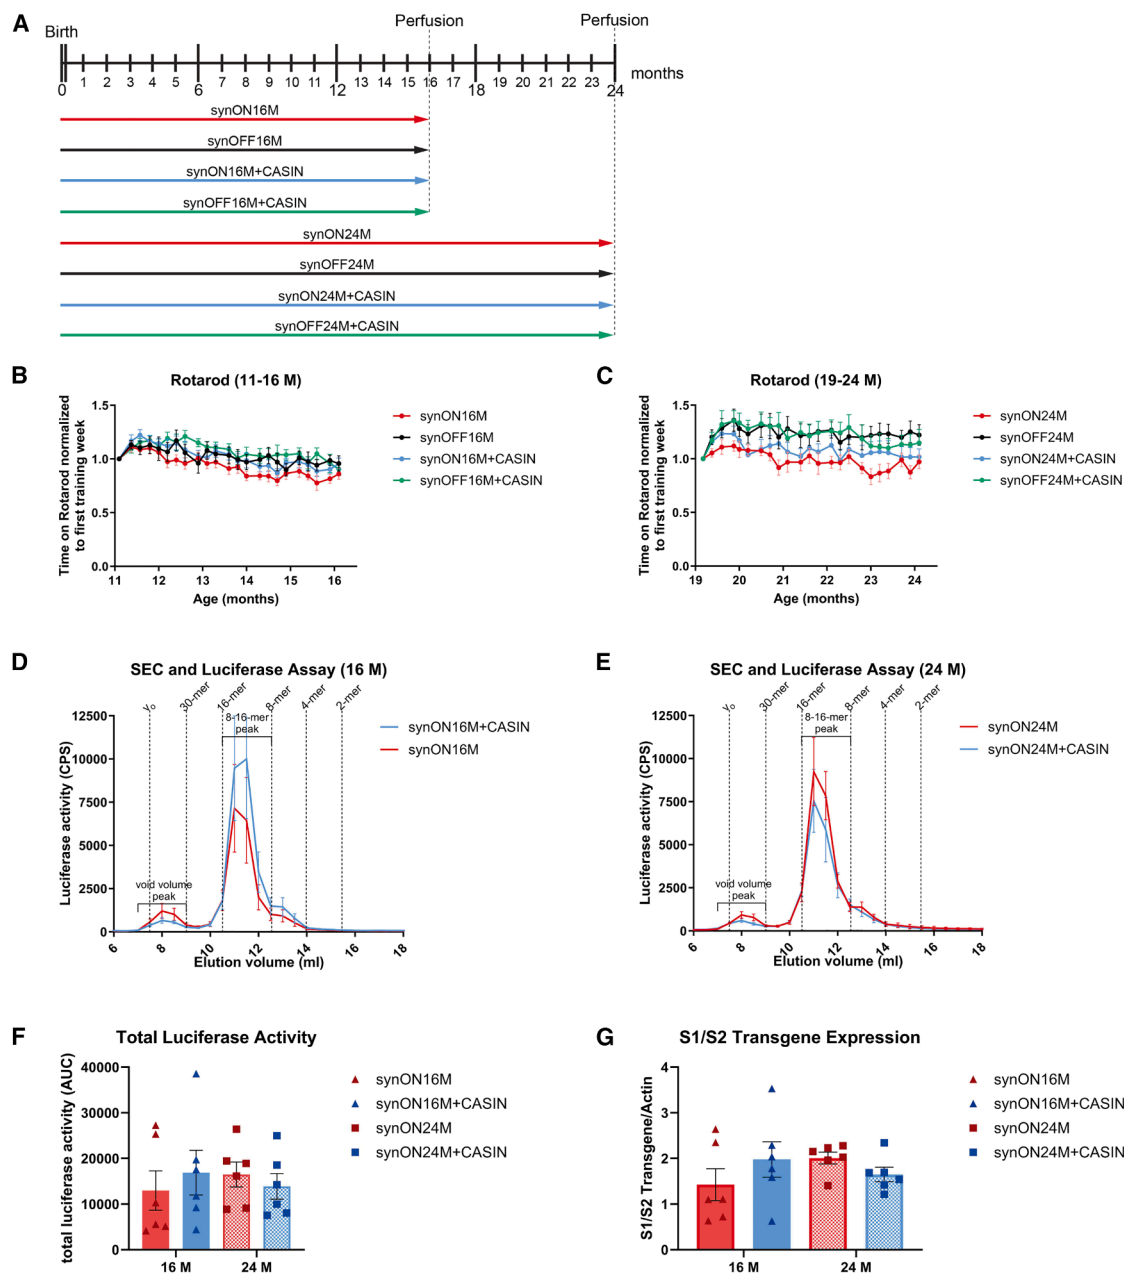 A
Birth
Perfusion
Perfusion
0 1 2 3 4 5 6 7 8 9 10 11 12 13 14 15 16 17 18 19 20 21 22 23 24
months
synON16M
synOFF16M
synON16M+CASIN
synOFF16M+CASIN
synON24M
synOFF24M
synON24M+CASIN
synOFF24M+CASIN
B
Rotarod (11-16 M)
Time on Rotarod normalized
to first training week
1.5
1.0
0.5
0.0
11 12 13 14 15 16
Age (months)
synON16M
synOFF16M
synON16M+CASIN
synOFF16M+CASIN
C
Rotarod (19-24 M)
Time on Rotarod normalized
to first training week
1.5
1.0
0.5
0.0
19 20 21 22 23 24
Age (months)
synON24M
synOFF24M
synON24M+CASIN
synOFF24M+CASIN
D
SEC and Luciferase Assay (16 M)
30-mer
16-mer
8-mer
4-mer
2-mer
8-16-mer
peak
void volume
peak
Luciferase activity (CPS)
12500
10000
7500
5000
2500
0
6 8 10 12 14 16 18
Elution volume (ml)
synON16M+CASIN
synON16M
E
SEC and Luciferase Assay (24 M)
30-mer
16-mer
8-mer
4-mer
2-mer
8-16-mer
peak
void volume
peak
Luciferase activity (CPS)
12500
10000
7500
5000
2500
0
6 8 10 12 14 16 18
Elution volume (ml)
synON24M
synON24M+CASIN
F
Total Luciferase Activity
total luciferase activity (AUC)
40000
30000
20000
10000
0
16 M 24 M
synON16M
synON16M+CASIN
synON24M
synON24M+CASIN
G
S1/S2 Transgene Expression
S1/S2 Transgene/Actin
4
3
2
1
0
16 M 24 M
synON16M
synON16M+CASIN
synON24M
synON24M+CASIN